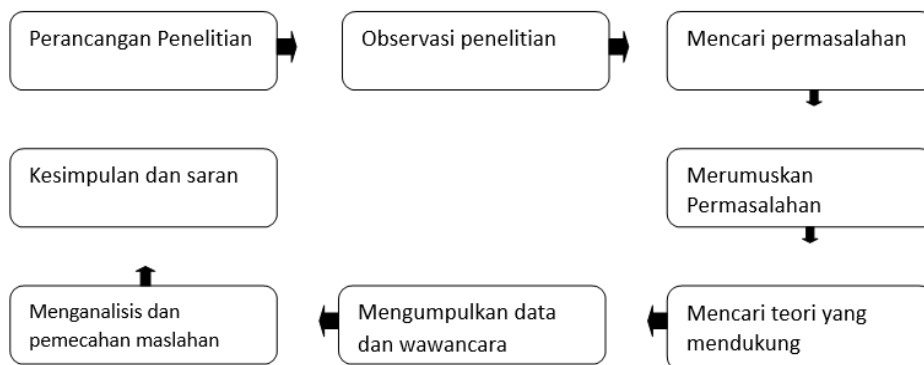 Perancangan Penelitian
Observasi penelitian
Mencari permasalahan
Merumuskan
Permasalahan
Mencari teori yang
mendukung
Mengumpulkan data
dan wawancara
Menganalisis dan
pemecahan maslahan
Kesimpulan dan saran